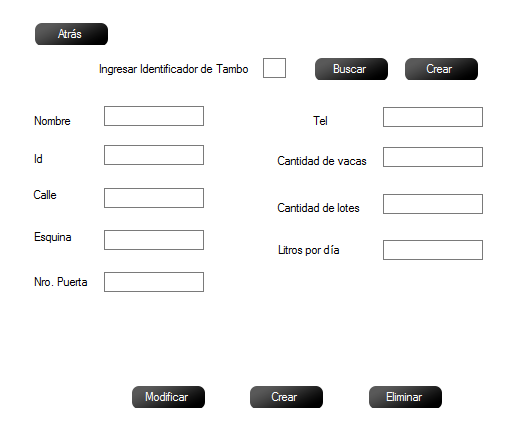 Atrás
Ingresar Identificador de Tambo
Buscar
Crear
Nombre
Tel
Id
Cantidad de vacas
Calle
Cantidad de lotes
Esquina
Litros por día
Nro. Puerta
Modificar
Crear
Eliminar